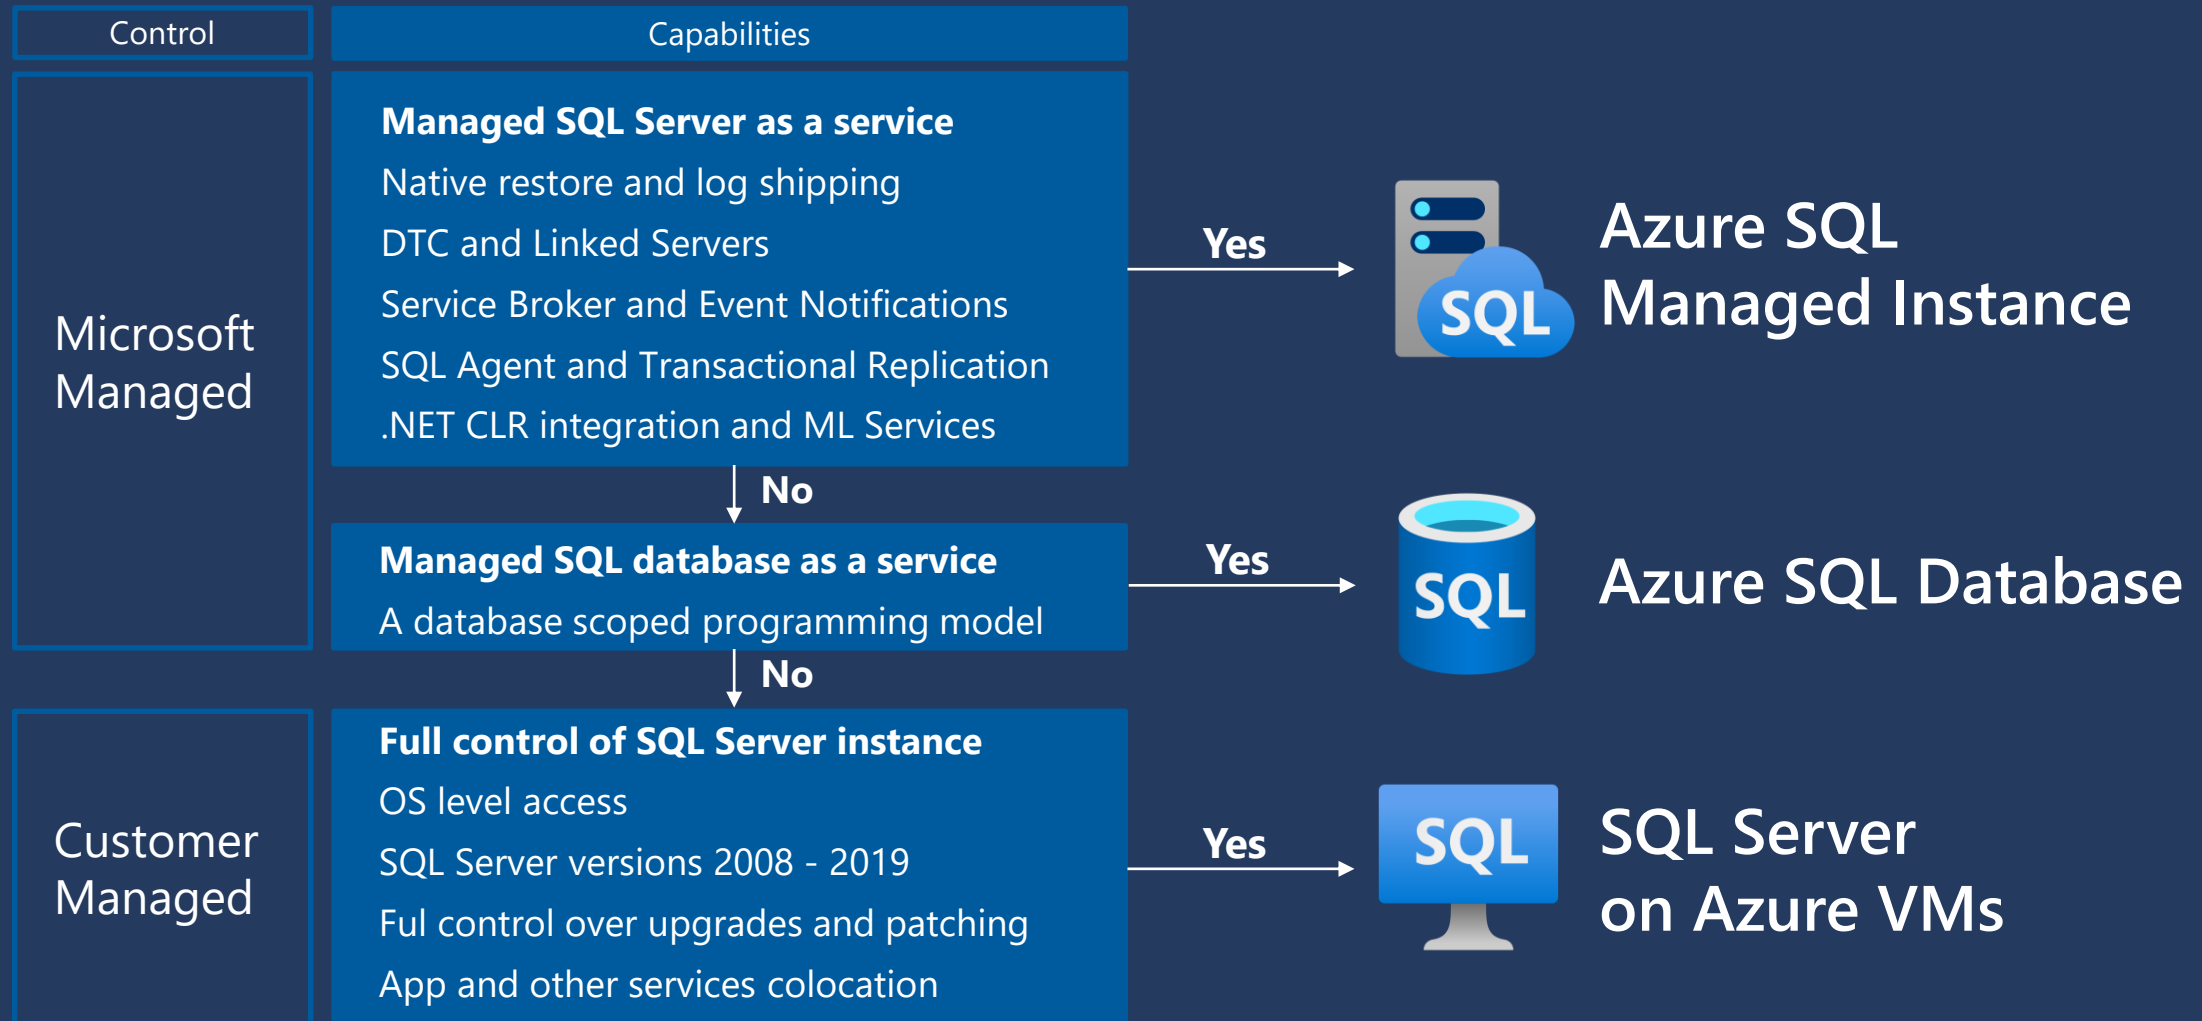 Control
Capabilities
Microsoft
Managed
Managed SQL Server as a service
Native restore and log shipping
DTC and Linked Servers
Service Broker and Event Notifications
SQL Agent and Transactional Replication
.NET CLR integration and ML Services
Yes
SQL
Azure SQL
Managed Instance
No
Managed SQL database as a service
A database scoped programming model
Yes
SQL
Azure SQL Database
No
Customer
Managed
Full control of SQL Server instance
OS level access
SQL Server versions 2008 - 2019
Ful control over upgrades and patching
App and other services colocation
Yes
SQL
SQL Server
on Azure VMs